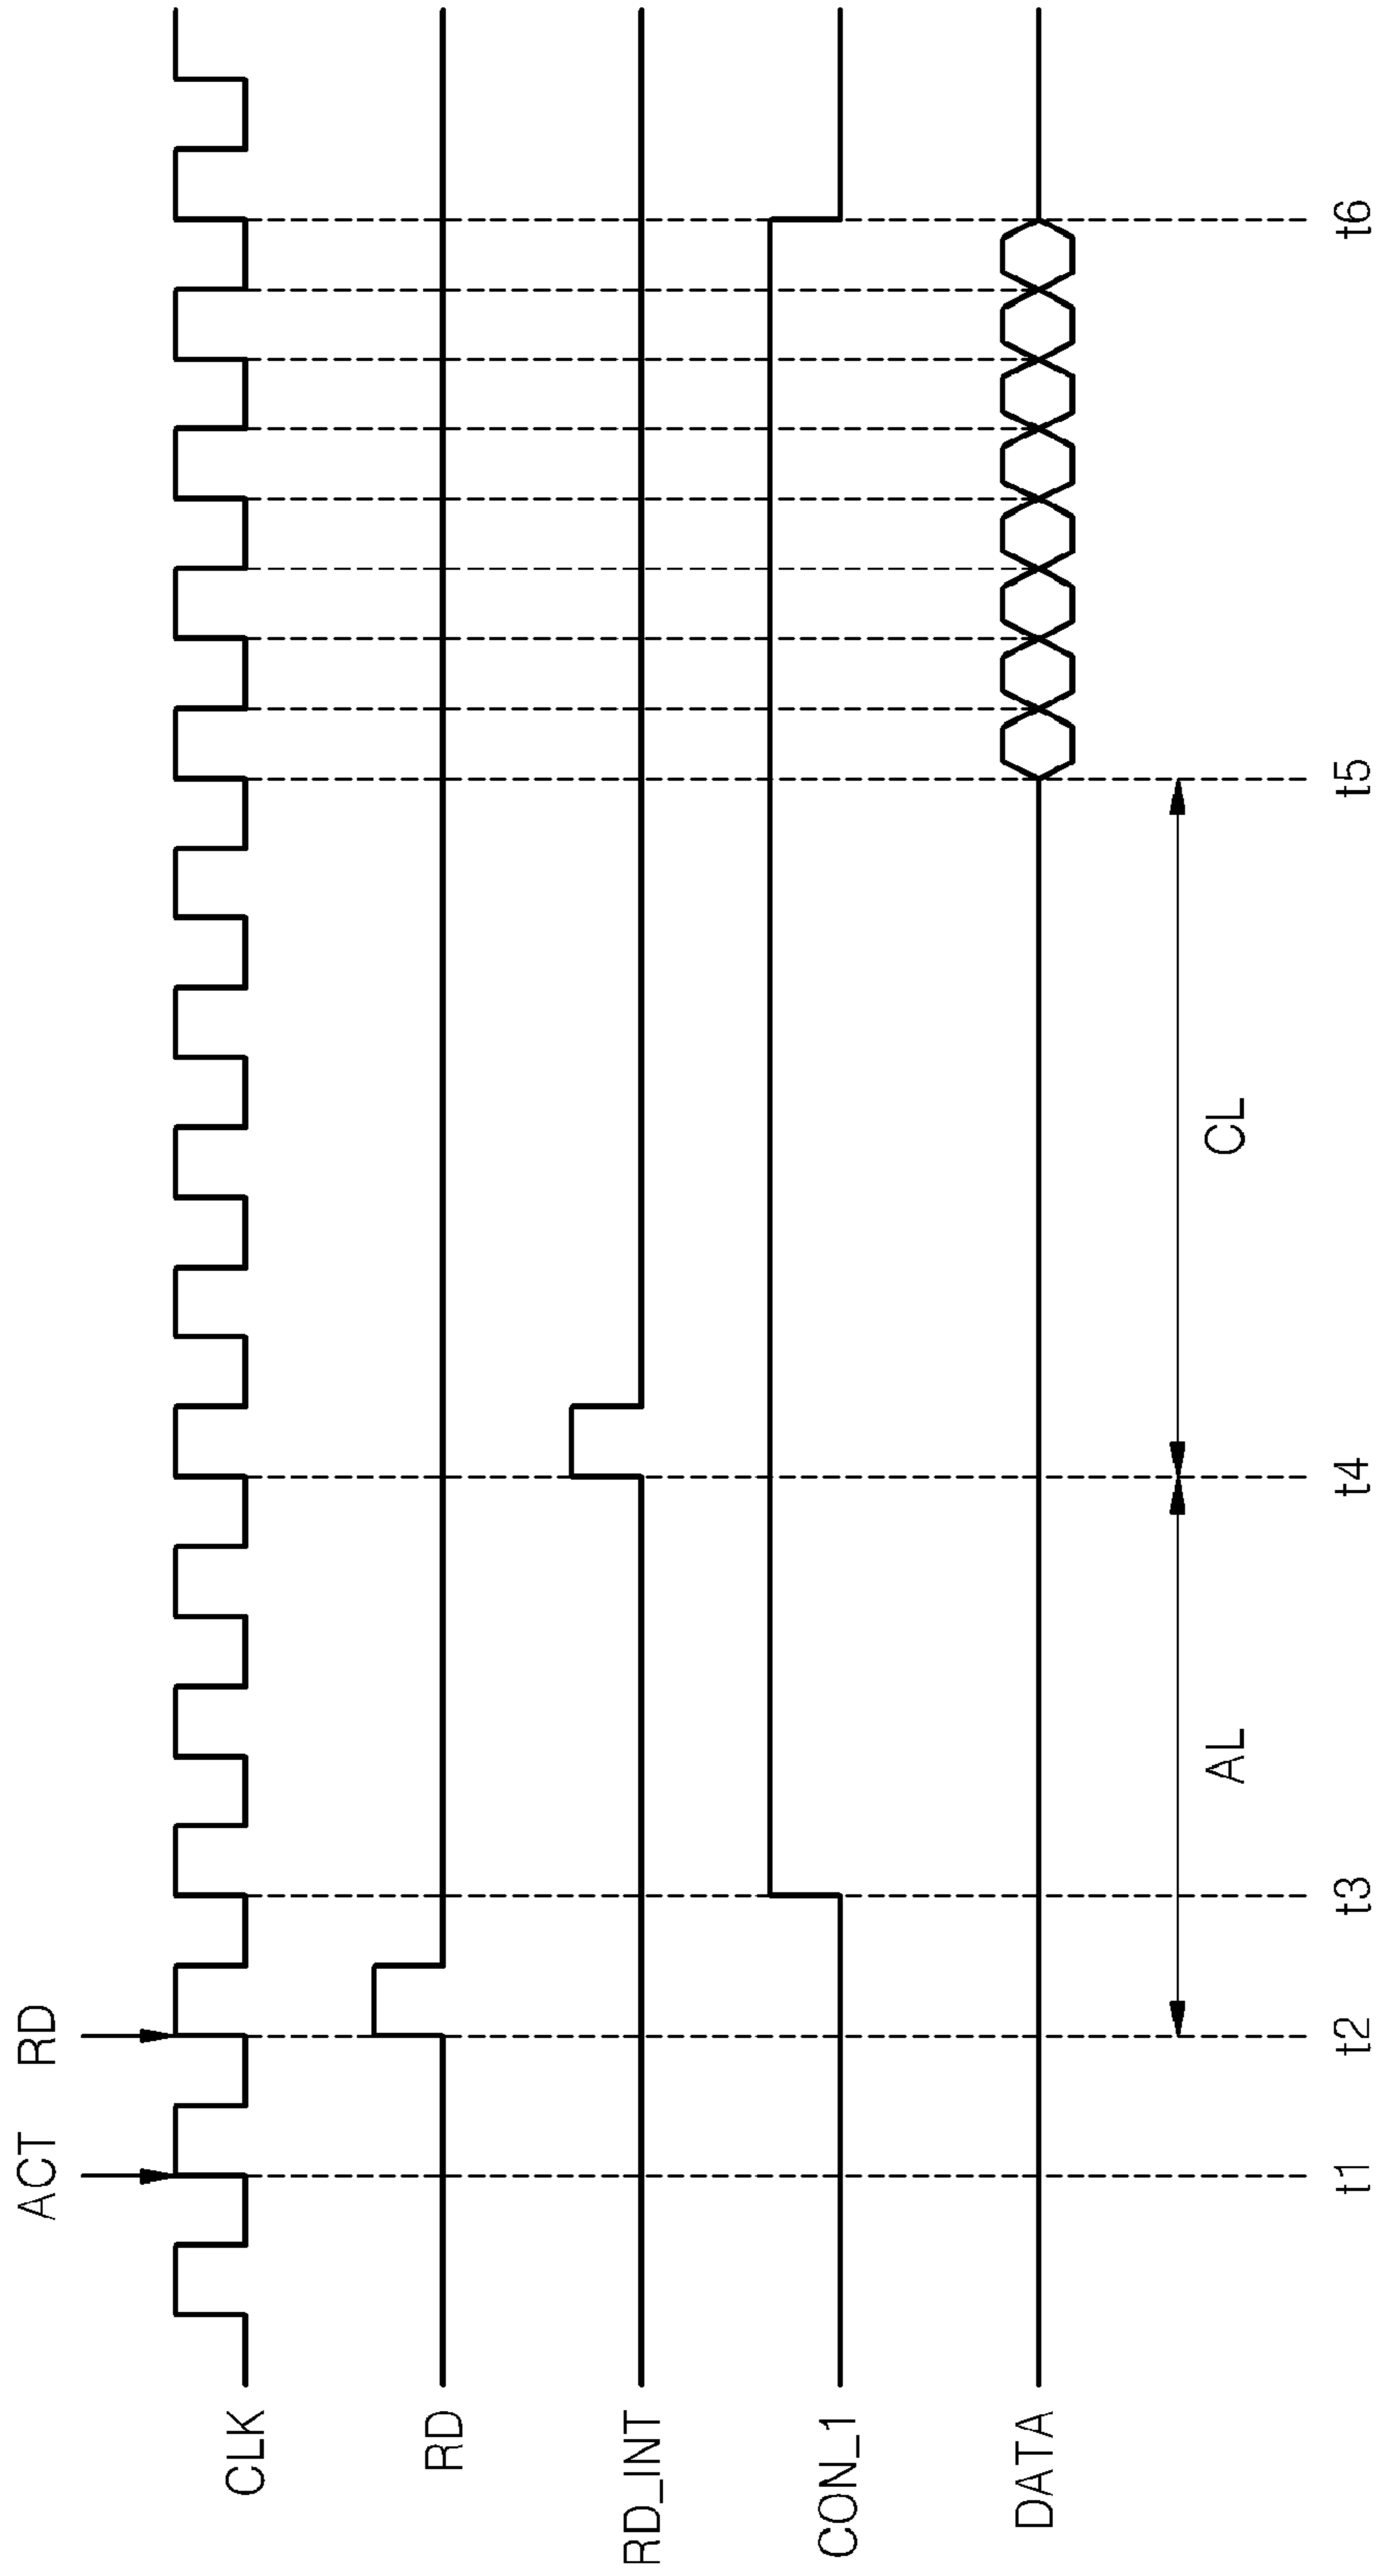 ACT RD
CLK
RD
RD_INT
CON_1
DATA
AL CL
t1 t2 t3 t4 t5 t6